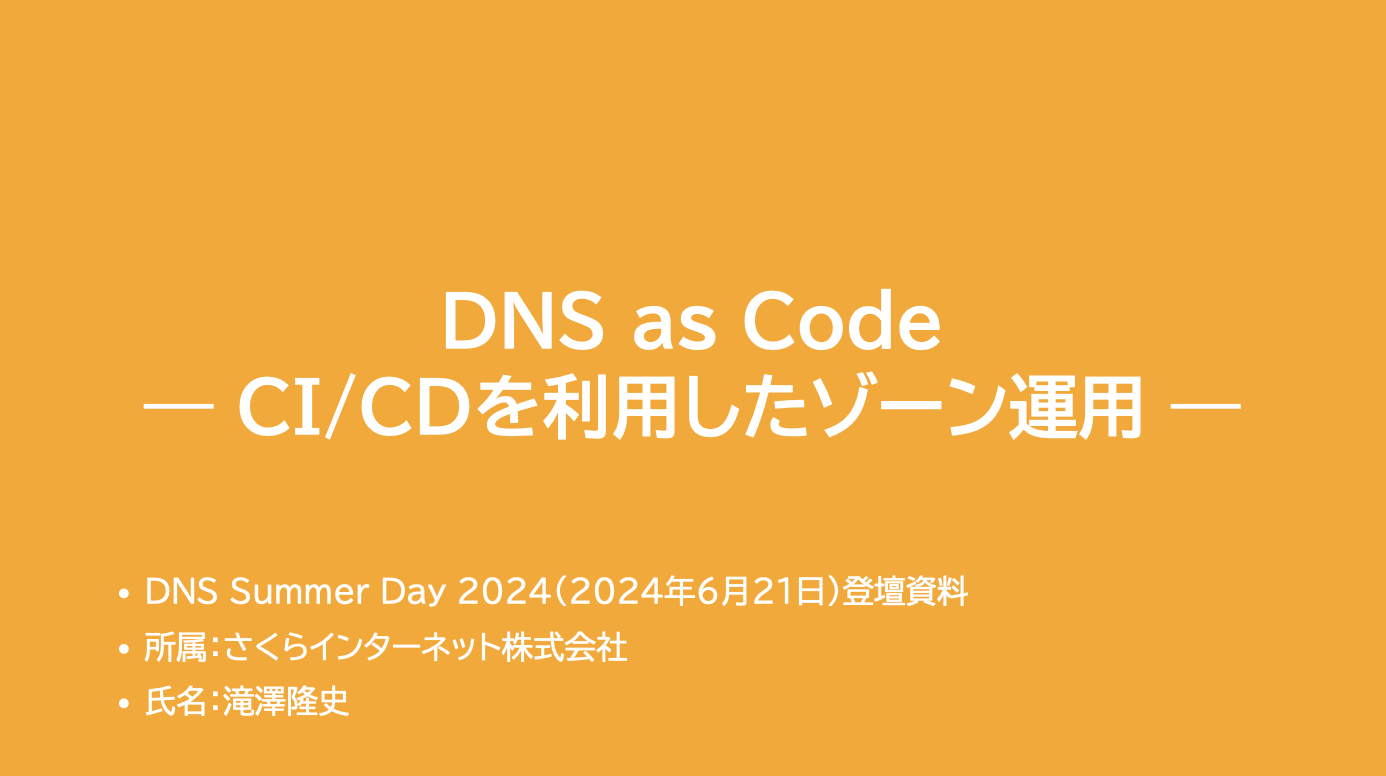 DNS as Code
― CI/CDを利用したゾーン運用 ―
• DNS Summer Day 2024（2024年6月21日）登壇資料
• 所属：さくらインターネット株式会社
• 氏名：滝澤隆史